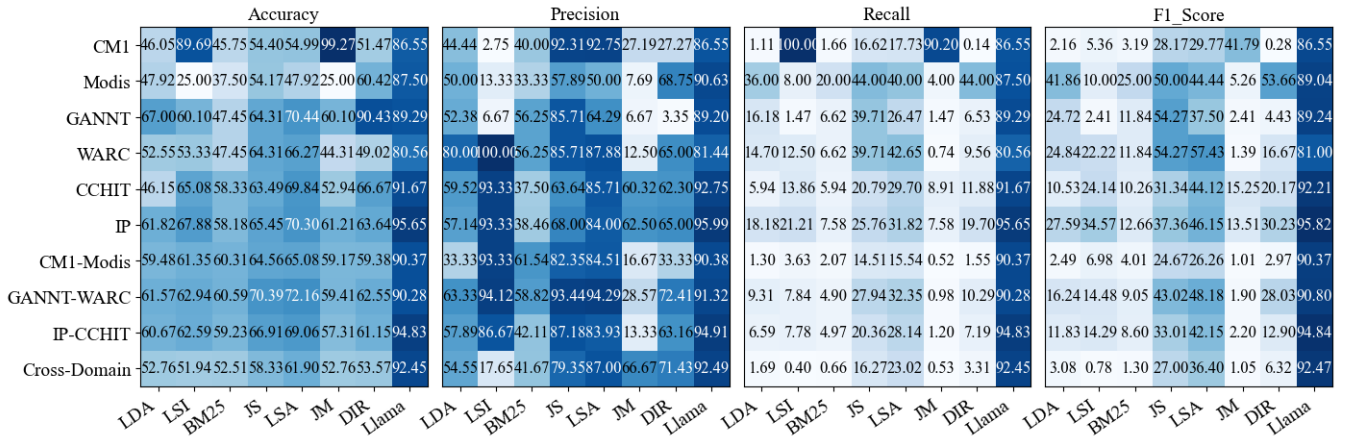 Accuracy Precision Recall F1_Score
CM1 46.05 89.69 45.75 54.40 54.99 99.27 51.47 86.55 44.44 2.75 40.00 92.31 92.75 27.19 27.27 86.55 1.11 100.00 1.66 16.62 17.73 90.20 0.14 86.55 2.16 5.36 3.19 28.17 29.77 41.79 0.28 86.55
Modis 47.92 25.00 37.50 54.17 47.92 25.00 60.42 87.50 50.00 13.33 33.33 57.89 50.00 7.69 68.75 90.63 36.00 8.00 20.00 44.00 40.00 4.00 44.00 87.50 41.86 10.00 25.00 50.00 44.44 5.26 53.66 89.04
GANNT 67.00 60.10 47.45 64.31 70.44 60.10 90.43 89.29 52.38 6.67 56.25 85.71 64.29 6.67 3.35 89.20 16.18 1.47 6.62 39.71 26.47 1.47 6.53 89.29 24.72 2.41 11.84 54.27 37.50 2.41 4.43 89.24
WARC 52.55 53.33 47.45 64.31 66.27 44.31 49.02 80.56 80.00 100.00 56.25 85.71 87.88 12.50 65.00 81.44 14.70 12.50 6.62 39.71 42.65 0.74 9.56 80.56 24.84 22.22 11.84 54.27 57.43 1.39 16.67 81.00
CCHIT 46.15 65.08 58.33 63.49 69.84 52.94 66.67 91.67 59.52 93.33 37.50 63.64 85.71 60.32 62.30 92.75 5.94 13.86 5.94 20.79 29.70 8.91 11.88 91.67 10.53 24.14 10.26 31.34 44.12 15.25 20.17 92.21
IP 61.82 67.88 58.18 65.45 70.30 61.21 63.64 95.65 57.14 93.33 38.46 68.00 84.00 62.50 65.00 95.99 18.18 21.21 7.58 25.76 31.82 7.58 19.70 95.65 27.59 34.57 12.66 37.36 46.15 13.51 30.23 95.82
CM1-Modis 59.48 61.35 60.31 64.56 65.08 59.17 59.38 90.37 33.33 93.33 61.54 82.35 84.51 16.67 33.33 90.38 1.30 3.63 2.07 14.51 15.54 0.52 1.55 90.37 2.49 6.98 4.01 24.67 26.26 1.01 2.97 90.37
GANNT-WARC 61.57 62.94 60.59 70.39 72.16 59.41 62.55 90.28 63.33 94.12 58.82 93.44 94.29 28.57 72.41 91.32 9.31 7.84 4.90 27.94 32.35 0.98 10.29 90.28 16.24 14.48 9.05 43.02 48.18 1.90 28.03 90.80
IP-CCHIT 60.67 62.59 59.23 66.91 69.06 57.31 61.15 94.83 57.89 86.67 42.11 87.18 83.93 13.33 63.16 94.91 6.59 7.78 4.97 20.36 28.14 1.20 7.19 94.83 11.83 14.29 8.60 33.01 42.15 2.20 12.90 94.84
Cross-Domain 52.76 51.94 52.51 58.33 61.90 52.76 53.57 92.45 54.55 17.65 41.67 79.35 87.00 66.67 71.43 92.49 1.69 0.40 0.66 16.27 23.02 0.53 3.31 92.45 3.08 0.78 1.30 27.00 36.40 1.05 6.32 92.47
LDA LSI BM25 JS LSA JM DIR Llama LDA LSI BM25 JS LSA JM DIR Llama LDA LSI BM25 JS LSA JM DIR Llama LDA LSI BM25 JS LSA JM DIR Llama